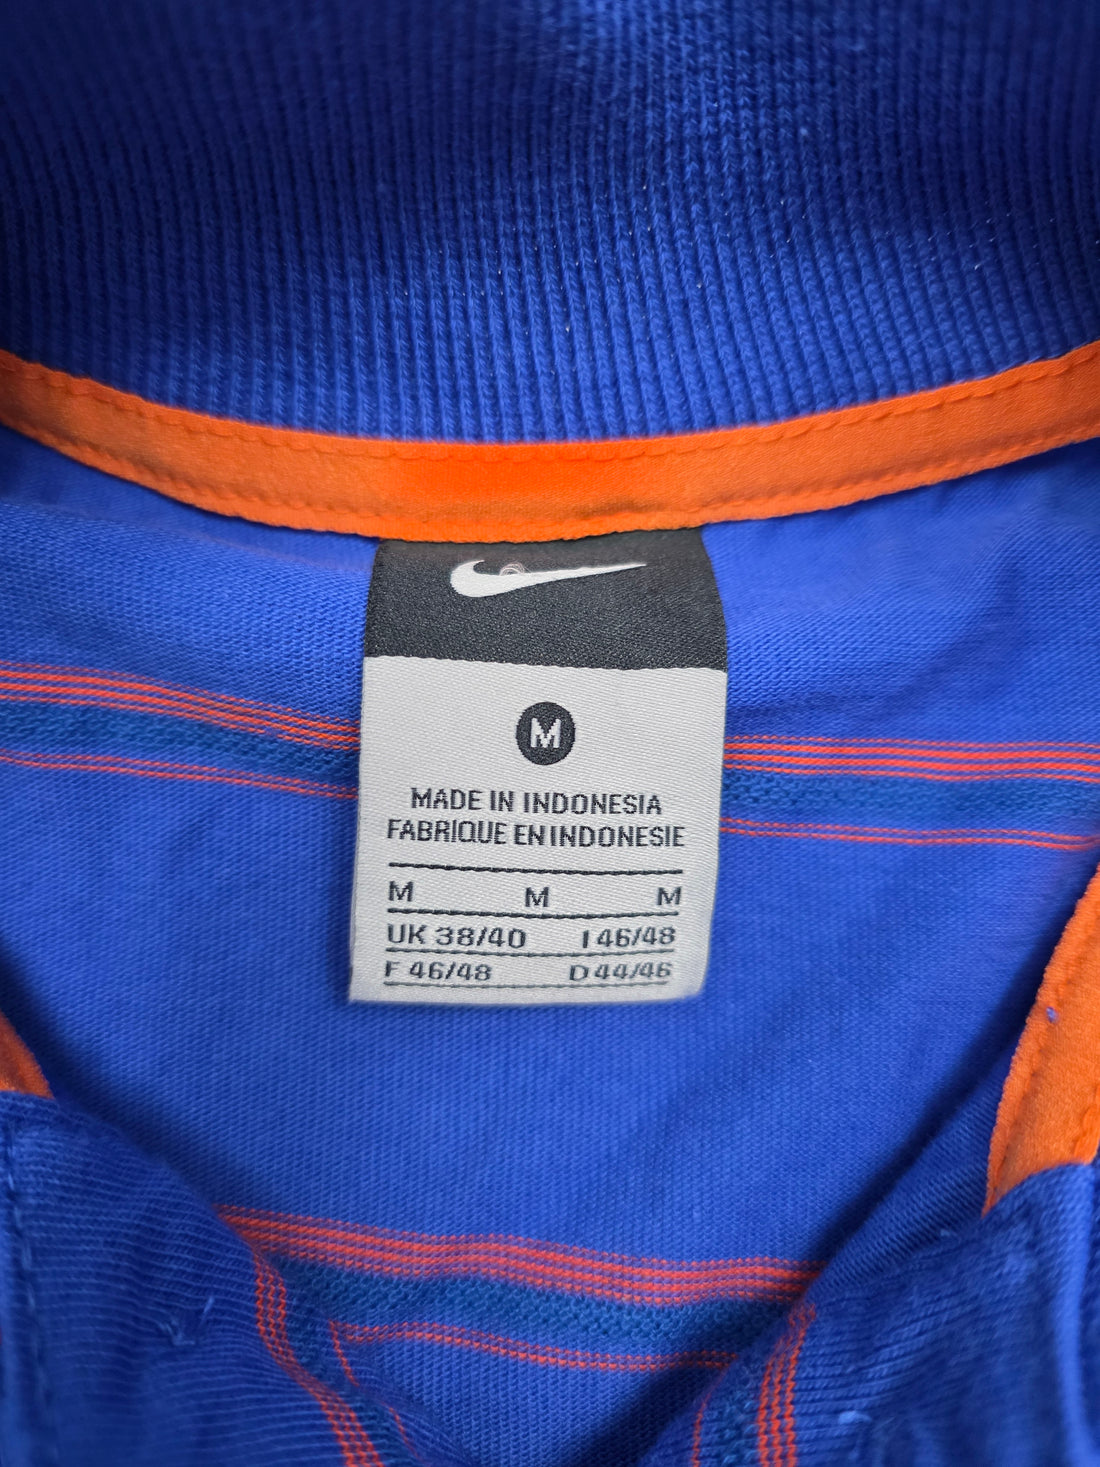 M
MADE IN INDONESIA
FABRIQUE EN INDONESIE
M M M
UK 38/40 I 46/48
F 46/48 D 44/46